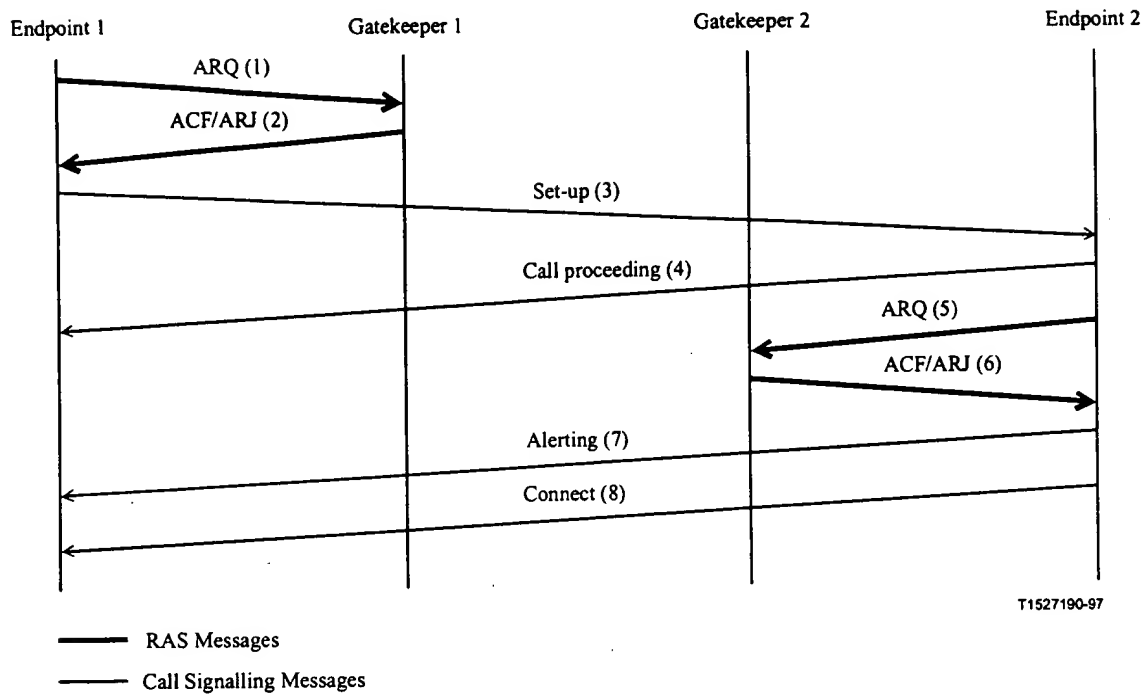 Endpoint 1
Gatekeeper 1
Gatekeeper 2
Endpoint 2
ARQ (1)
ACF/ARJ (2)
Set-up (3)
Call proceeding (4)
ARQ (5)
ACF/ARJ (6)
Alerting (7)
Connect (8)
T1527190-97
RAS Messages
Call Signalling Messages